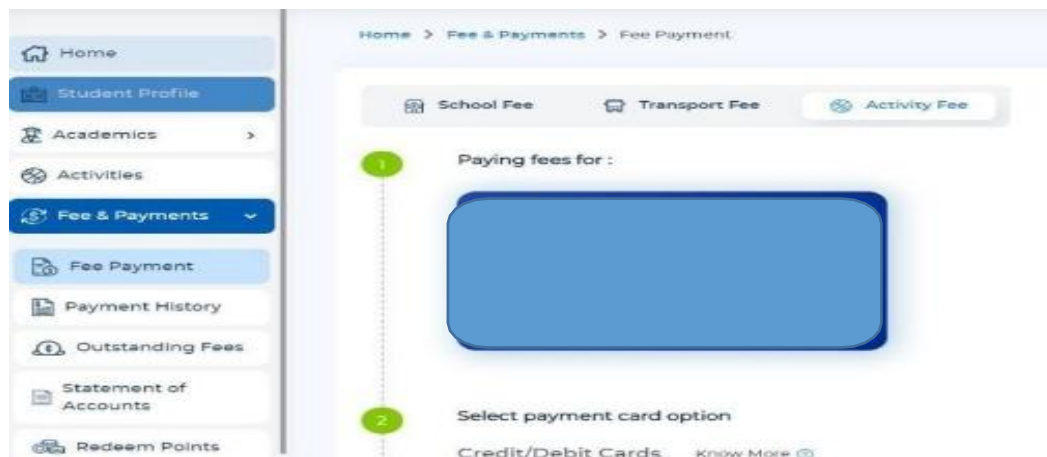 Home > Fee & Payments > Fee Payment
Home
Student Profile
Academics >
Activities
Fee & Payments
Fee Payment
Payment History
Outstanding Fees
Statement of
Accounts
Redeem Points
School Fee Transport Fee Activity Fee
1 Paying fees for :
2 Select payment card option
Credit/Debit Cards Know More